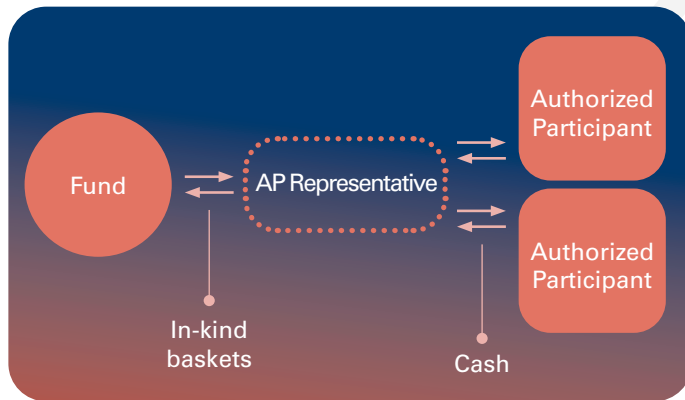 Authorized
Participant
Fund
AP Representative
Authorized
Participant
In-kind
baskets
Cash